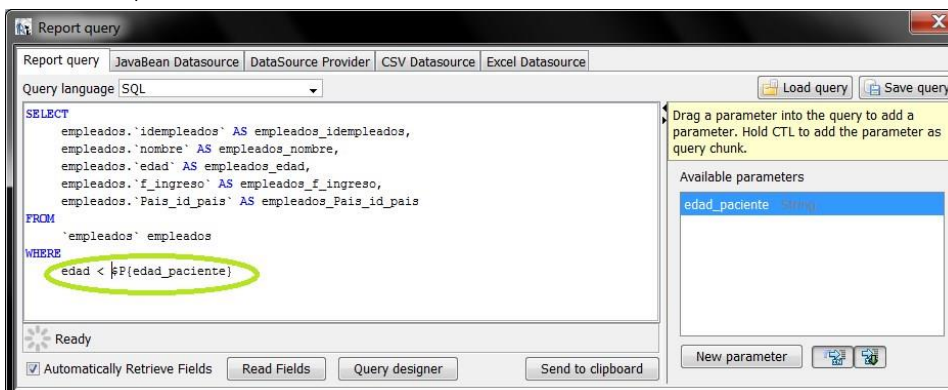 Report query
Report query JavaBean Datasource DataSource Provider CSV Datasource Excel Datasource
Query language SQL
Load query Save query
SELECT
empleados.`idempleados` AS empleados_idempleados,
empleados.`nombre` AS empleados_nombre,
empleados.`edad` AS empleados_edad,
empleados.`f_ingreso` AS empleados_f_ingreso,
empleados.`Pais_id_pais` AS empleados_Pais_id_pais
FROM
`empleados` empleados
WHERE
edad < $P{edad_paciente}
Drag a parameter into the query to add a
parameter. Hold CTL to add the parameter as
query chunk.
Available parameters
edad_paciente String
Ready
Automatically Retrieve Fields Read Fields Query designer Send to clipboard
New parameter